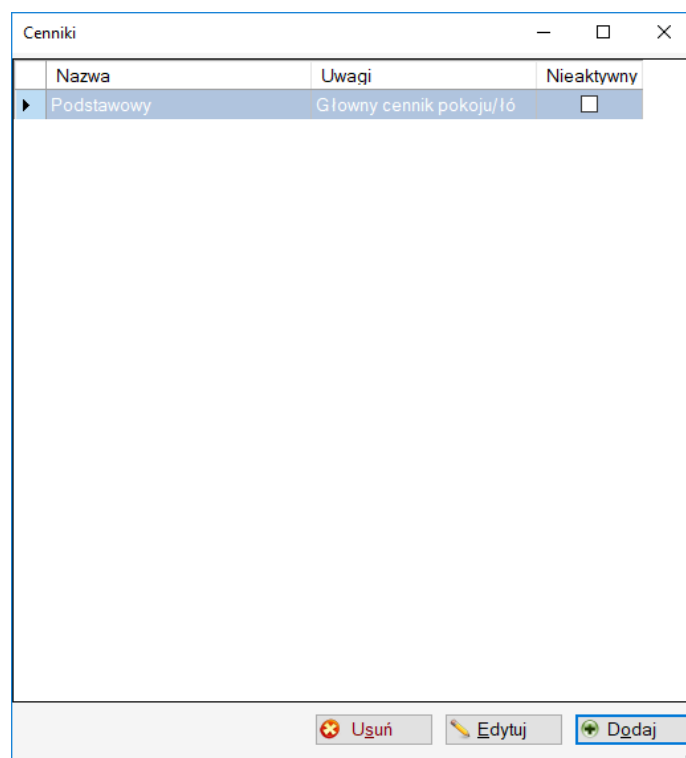 Cenniki
Nazwa Uwagi Nieaktywny
Podstawowy Głowny cennik pokoju/łó
Usuń Edytuj Dodaj